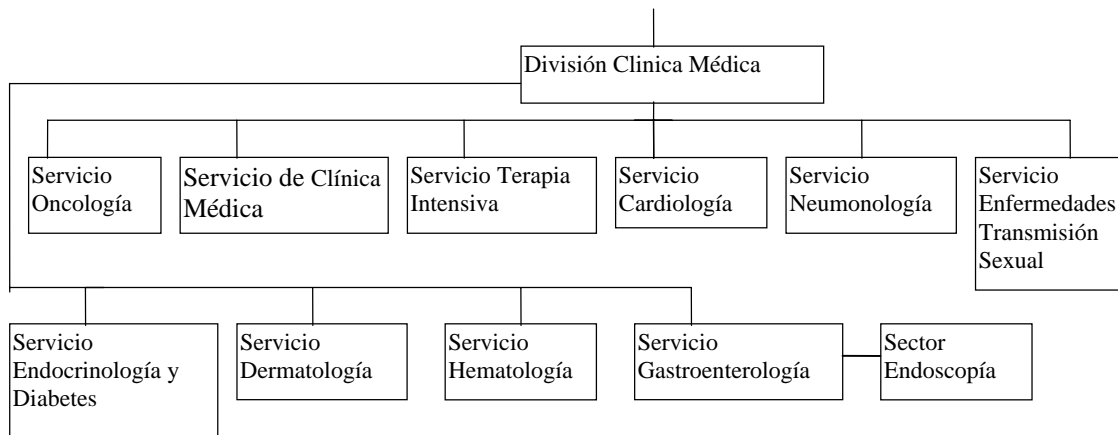 División Clinica Médica
Servicio
Oncología
Servicio de Clínica
Médica
Servicio Terapia
Intensiva
Servicio
Cardiología
Servicio
Neumonología
Servicio
Enfermedades
Transmisión
Sexual
Servicio
Endocrinología y
Diabetes
Servicio
Dermatología
Servicio
Hematología
Servicio
Gastroenterología
Sector
Endoscopía